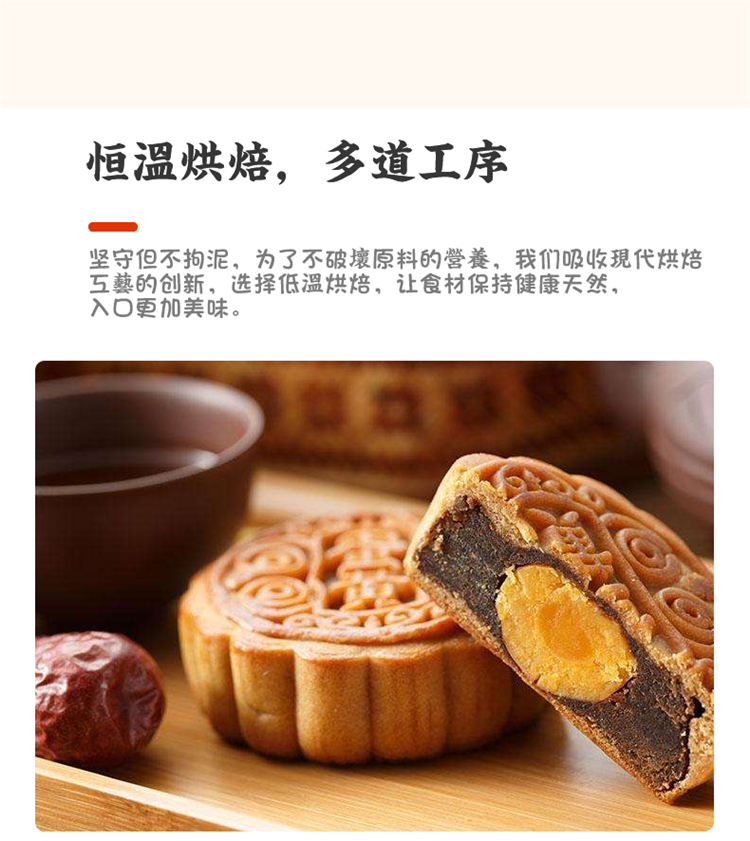 恒溫烘焙，多道工序
坚守但不拘泥，为了不破壞原料的營養，我们吸收現代烘焙
互藝的创新，选择低溫烘焙，让食材保持健康天然，
入口更加美味。